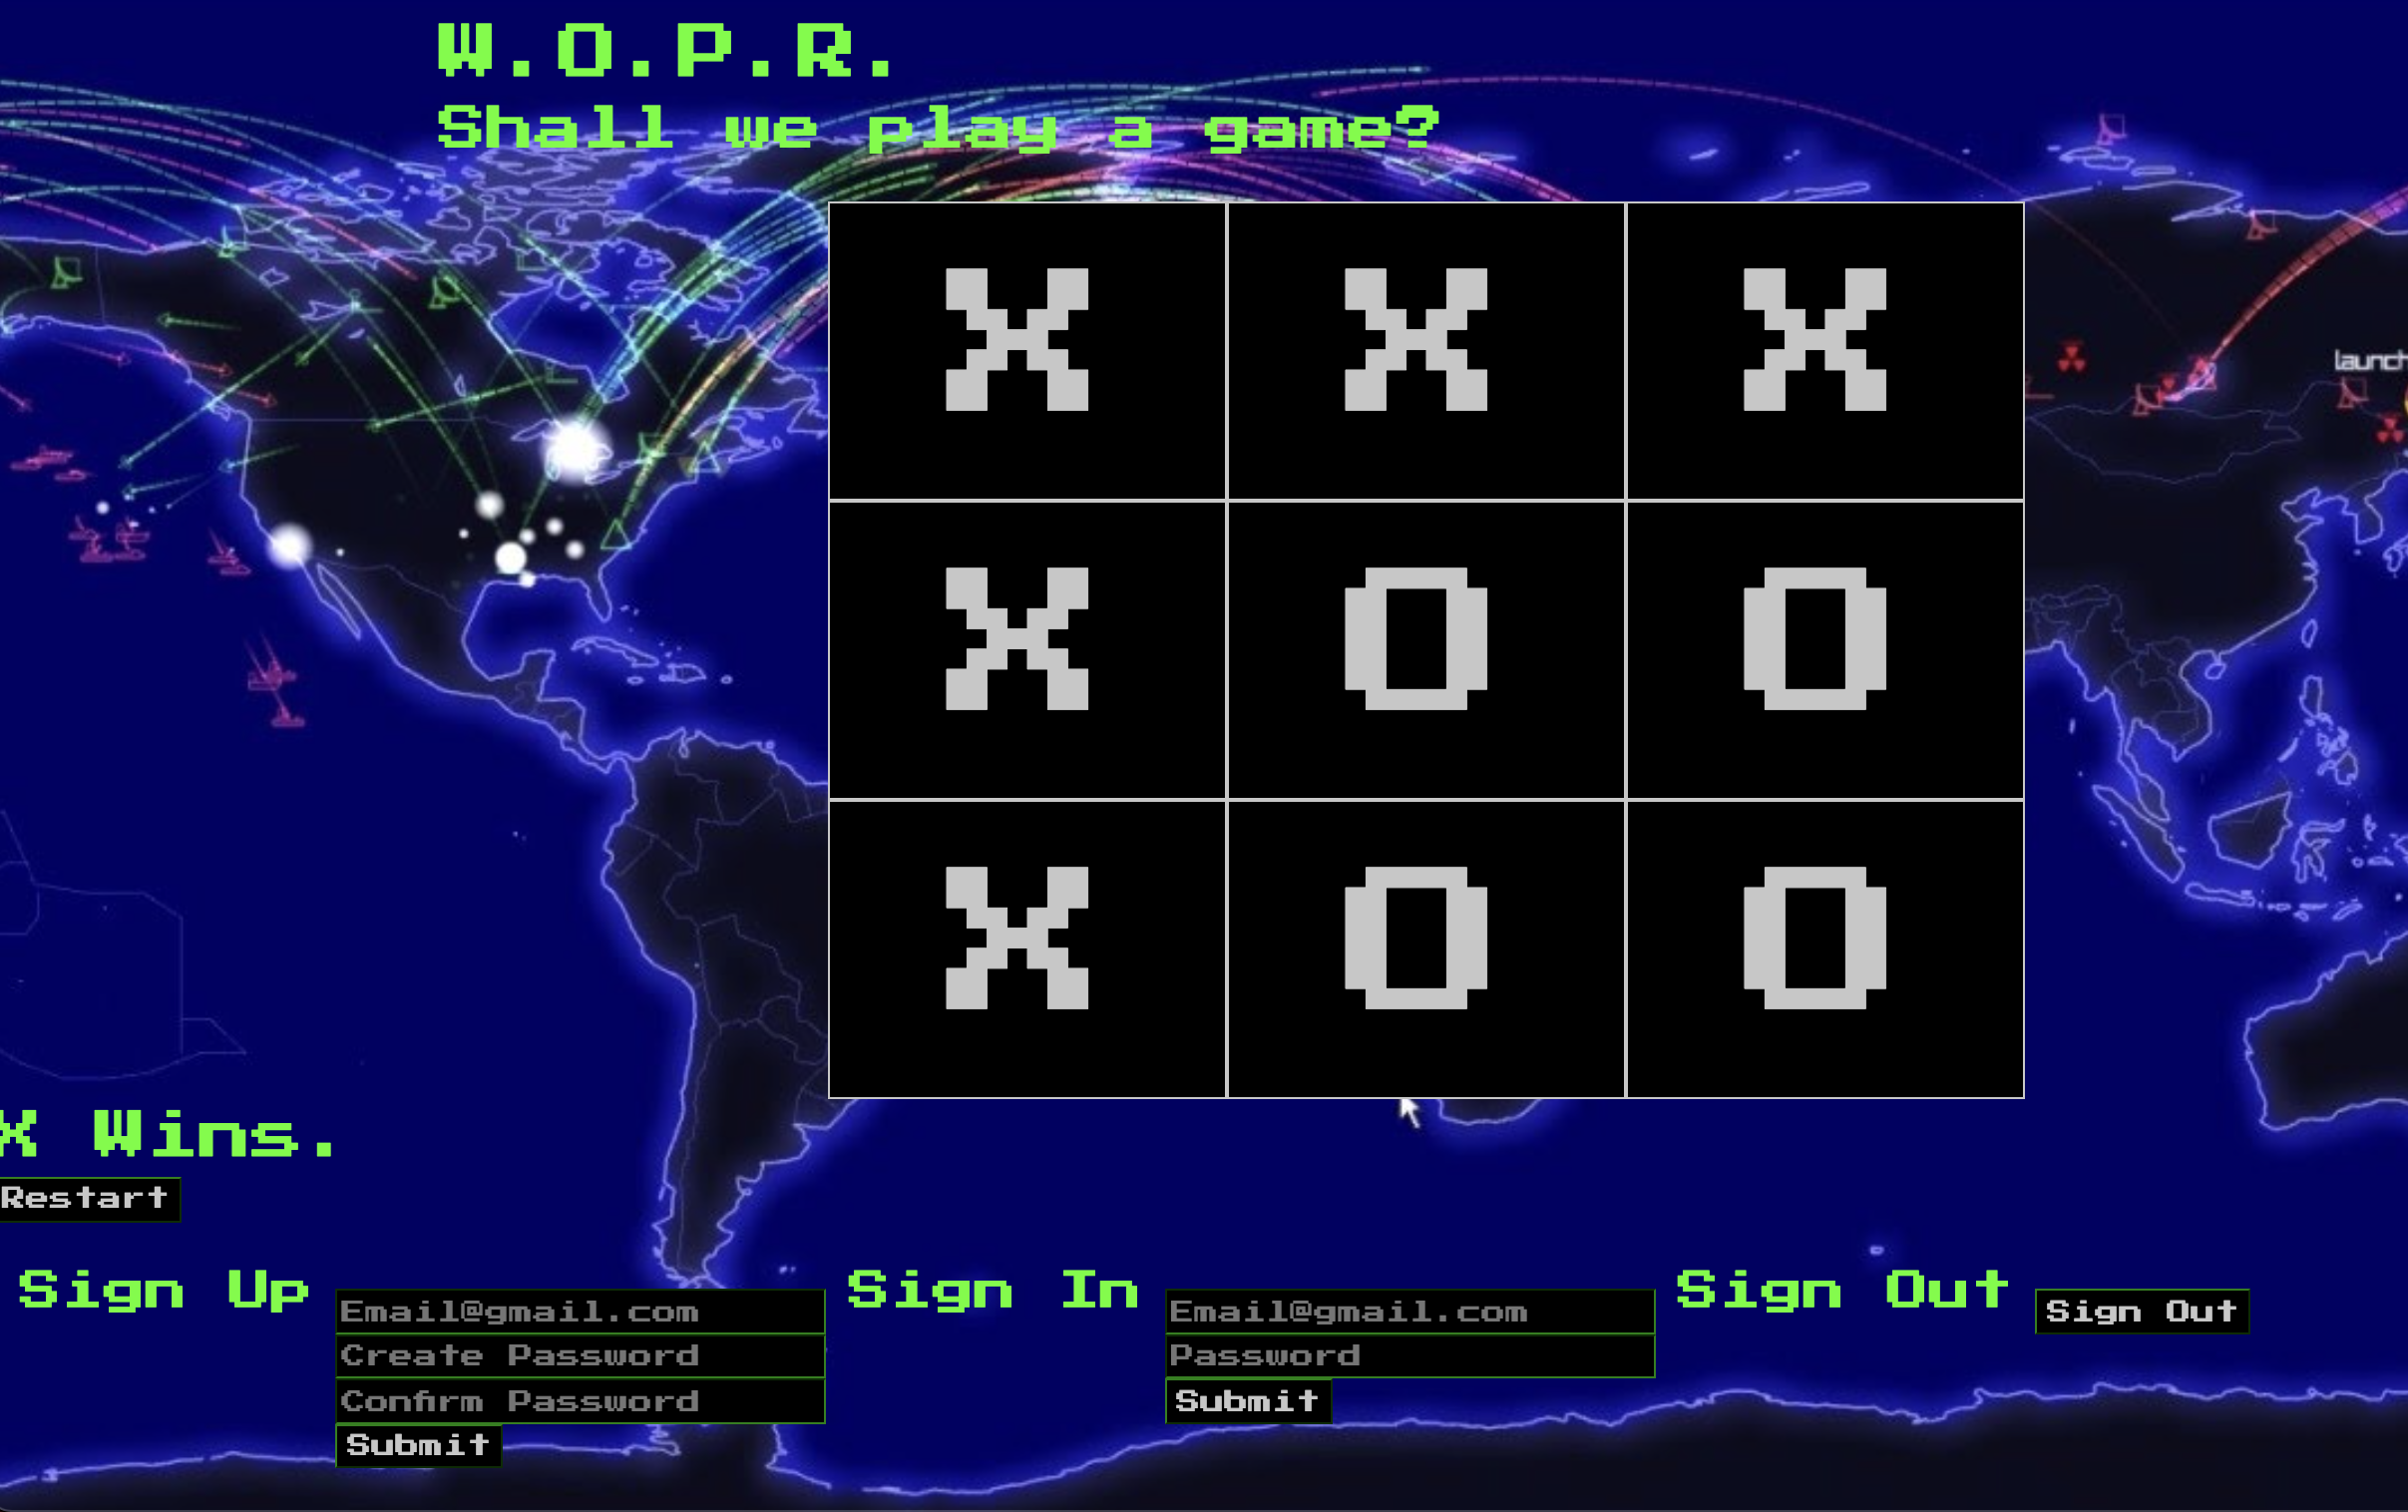 W.O.P.R.
Shall we play a game?
X X X
X O O
X O O
launch
X Wins.
Restart
Sign Up
Email@gmail.com
Create Password
Confirm Password
Submit
Sign In
Email@gmail.com
Password
Submit
Sign Out
Sign Out